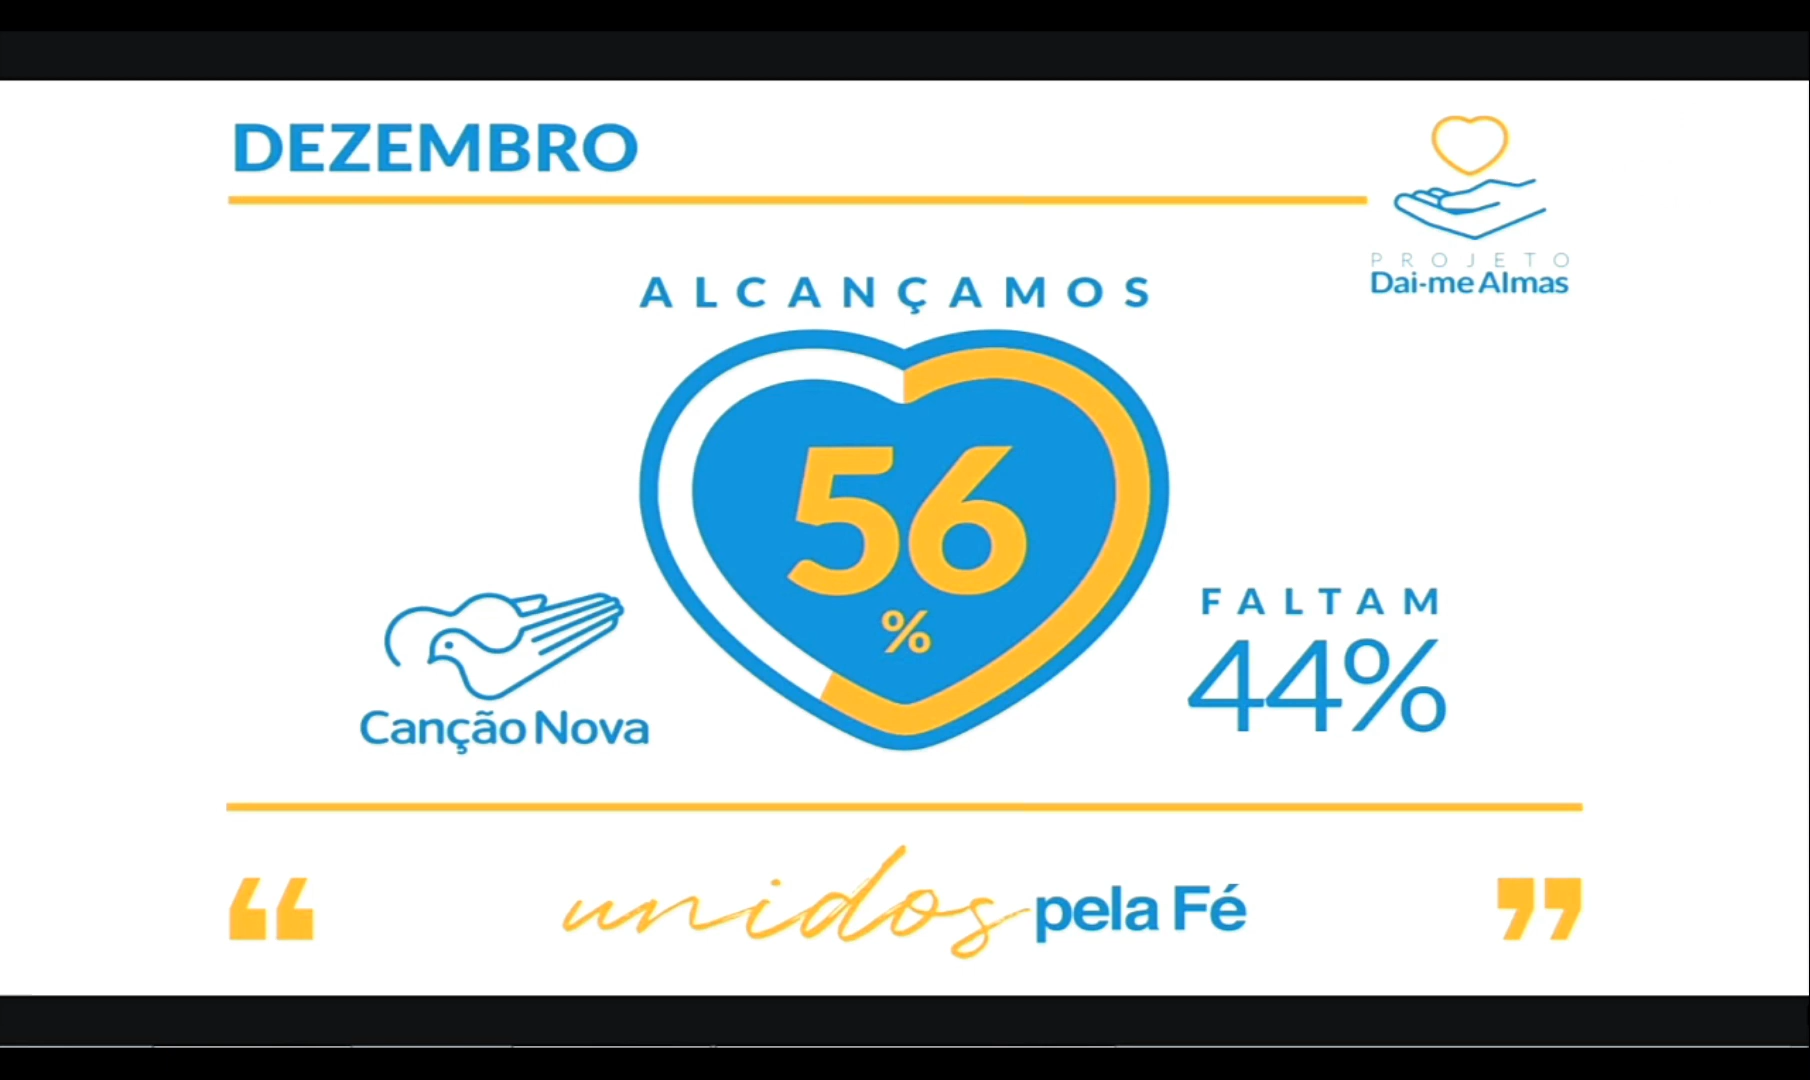 DEZEMBRO
PROJETO
Dai-me Almas
ALCANÇAMOS
56
%
FALTAM
44%
Canção Nova
“ unidos pela Fé ”